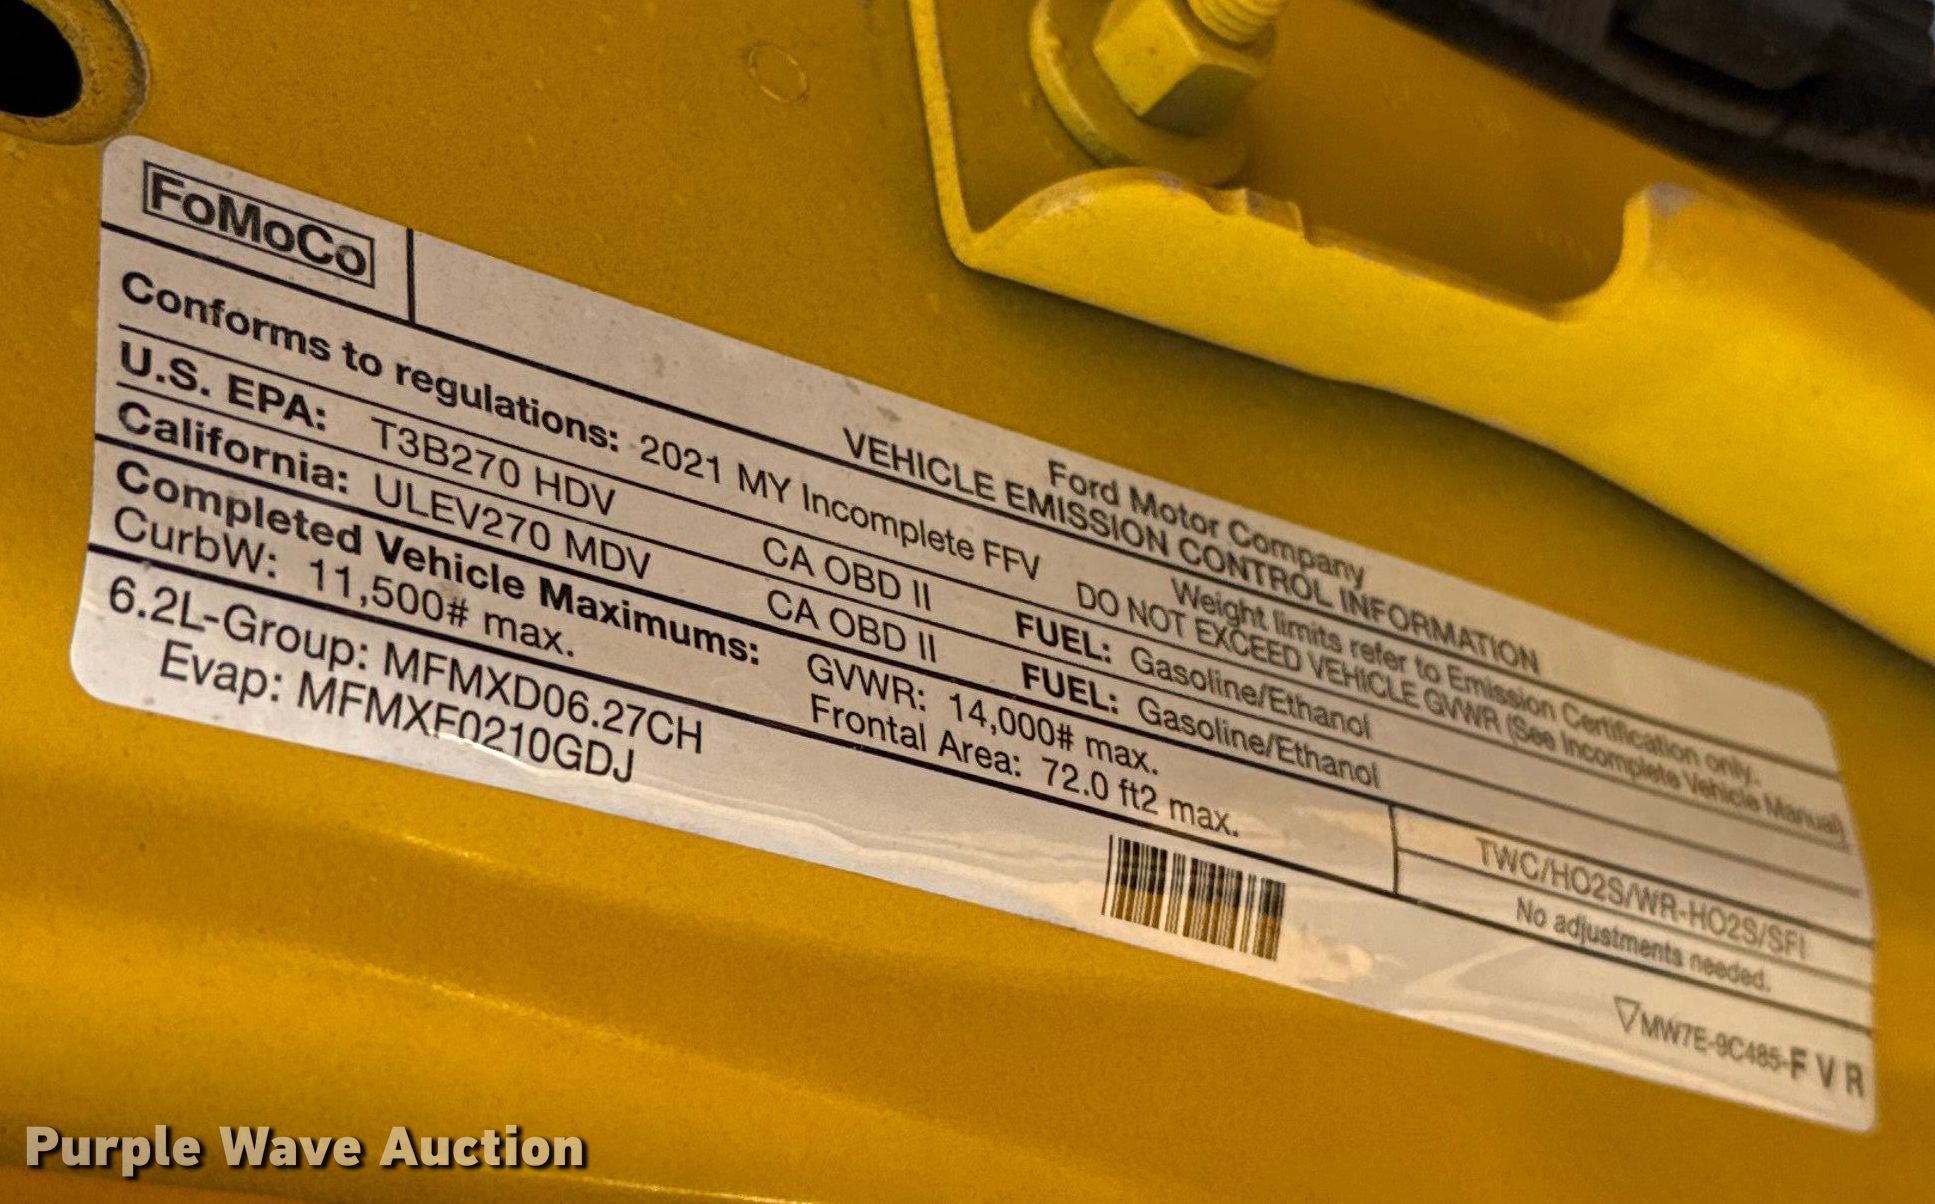 FoMoCo
Ford Motor Company
VEHICLE EMISSION CONTROL INFORMATION
Conforms to regulations: 2021 MY Incomplete FFV
Weight limits refer to Emission Certification only.
DO NOT EXCEED VEHICLE GVWR (See Incomplete Vehicle Manual)
U.S. EPA: T3B270 HDV CA OBD II FUEL: Gasoline/Ethanol
California: ULEV270 MDV CA OBD II FUEL: Gasoline/Ethanol
Completed Vehicle Maximums: GVWR: 14,000# max.
CurbW: 11,500# max. Frontal Area: 72.0 ft2 max.
TWC/HO2S/WR-HO2S/SFI
No adjustments needed.
6.2L-Group: MFMXD06.27CH
Evap: MFMXF0210GDJ
MW7E-9C485-F V R
Purple Wave Auction